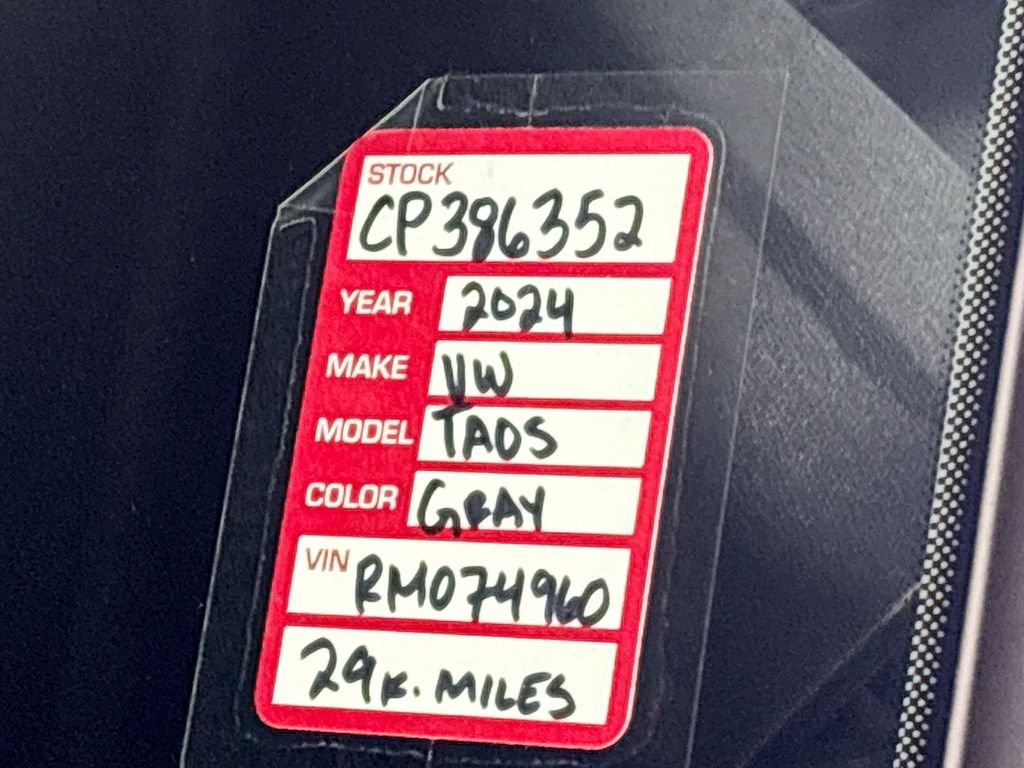 STOCK
CP386352
YEAR 2024
MAKE VW
MODEL TAOS
COLOR GRAY
VIN RM074960
29K. MILES